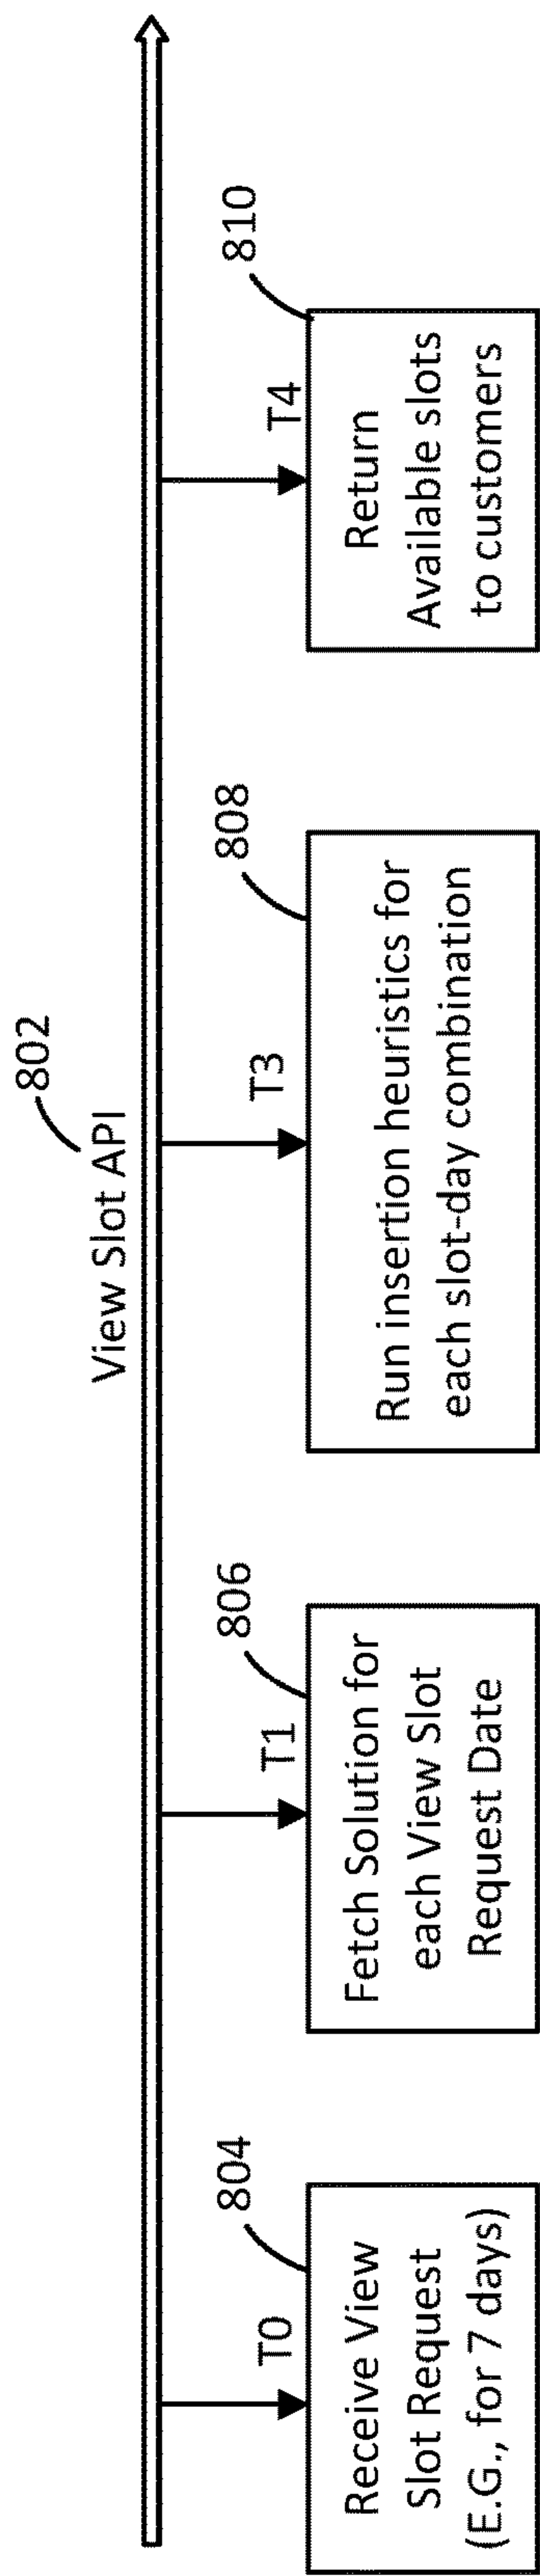 802
View Slot API
T0
804
Receive View
Slot Request
(E.G., for 7 days)
T1
806
Fetch Solution for
each View Slot
Request Date
T3
808
Run insertion heuristics for
each slot-day combination
T4
810
Return
Available slots
to customers